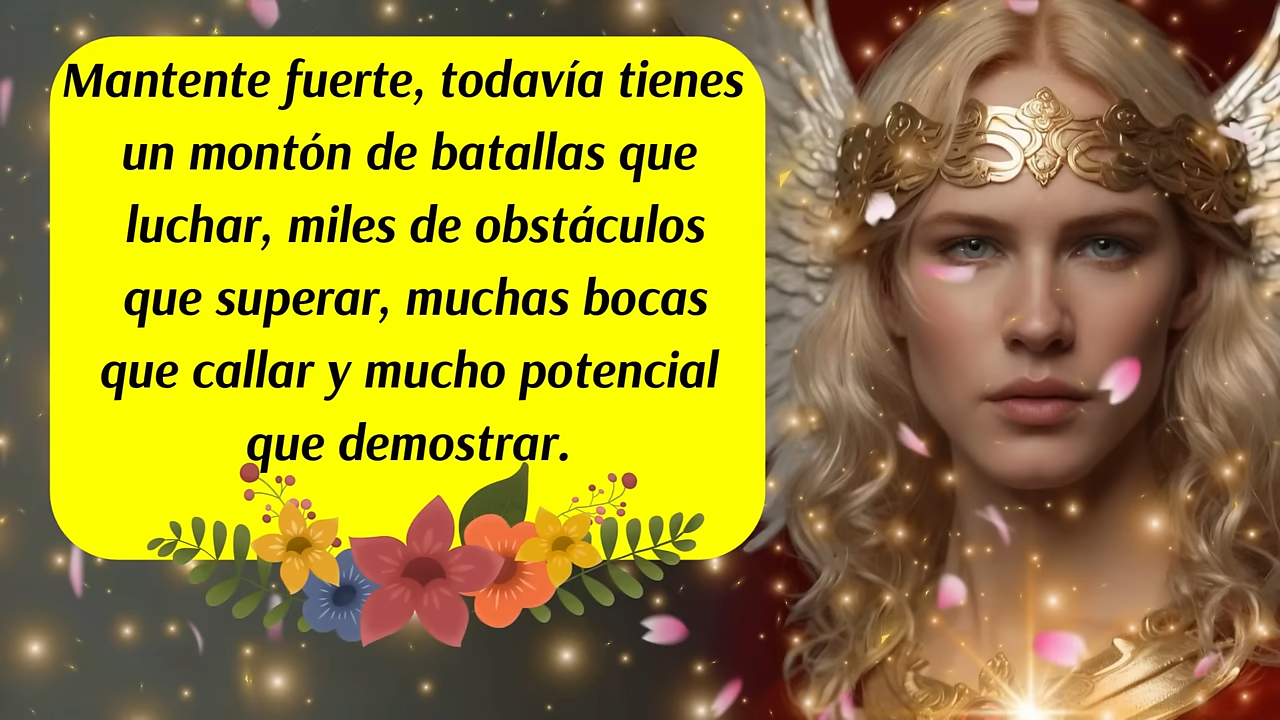 Mantente fuerte, todavía tienes
un montón de batallas que
luchar, miles de obstáculos
que superar, muchas bocas
que callar y mucho potencial
que demostrar.